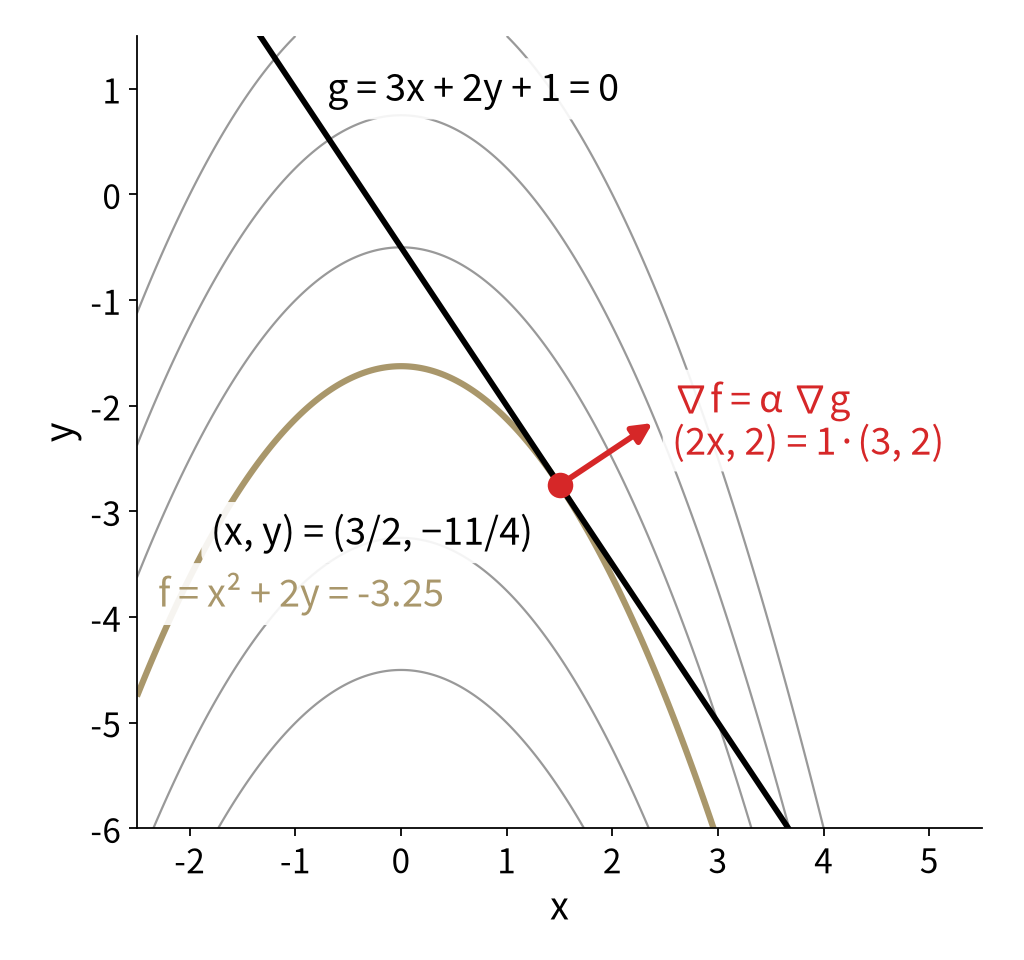 g = 3x + 2y + 1 = 0
1
0
-1
-2
-3
-4
-5
-6
y
∇f = α ∇g
(2x, 2) = 1·(3, 2)
(x, y) = (3/2, −11/4)
f = x² + 2y = -3.25
-2 -1 0 1 2 3 4 5
x